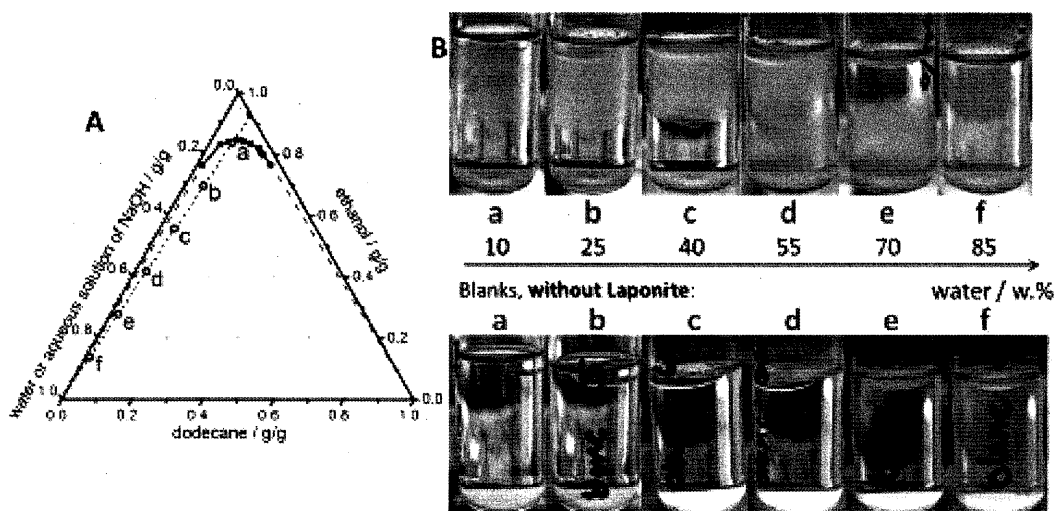 A
0.0 1.0
0.2 0.8
a
b
0.4 0.6
c
0.6 0.4
d
e
0.8 0.2
f
1.0 0.0
0.0 0.2 0.4 0.6 0.8 1.0
dodecane / g/g
water or aqueous solution of NaOH / g/g
ethanol / g/g
B
a b c d e f
10 25 40 55 70 85
Blanks, without Laponite: water / w.%
a b c d e f